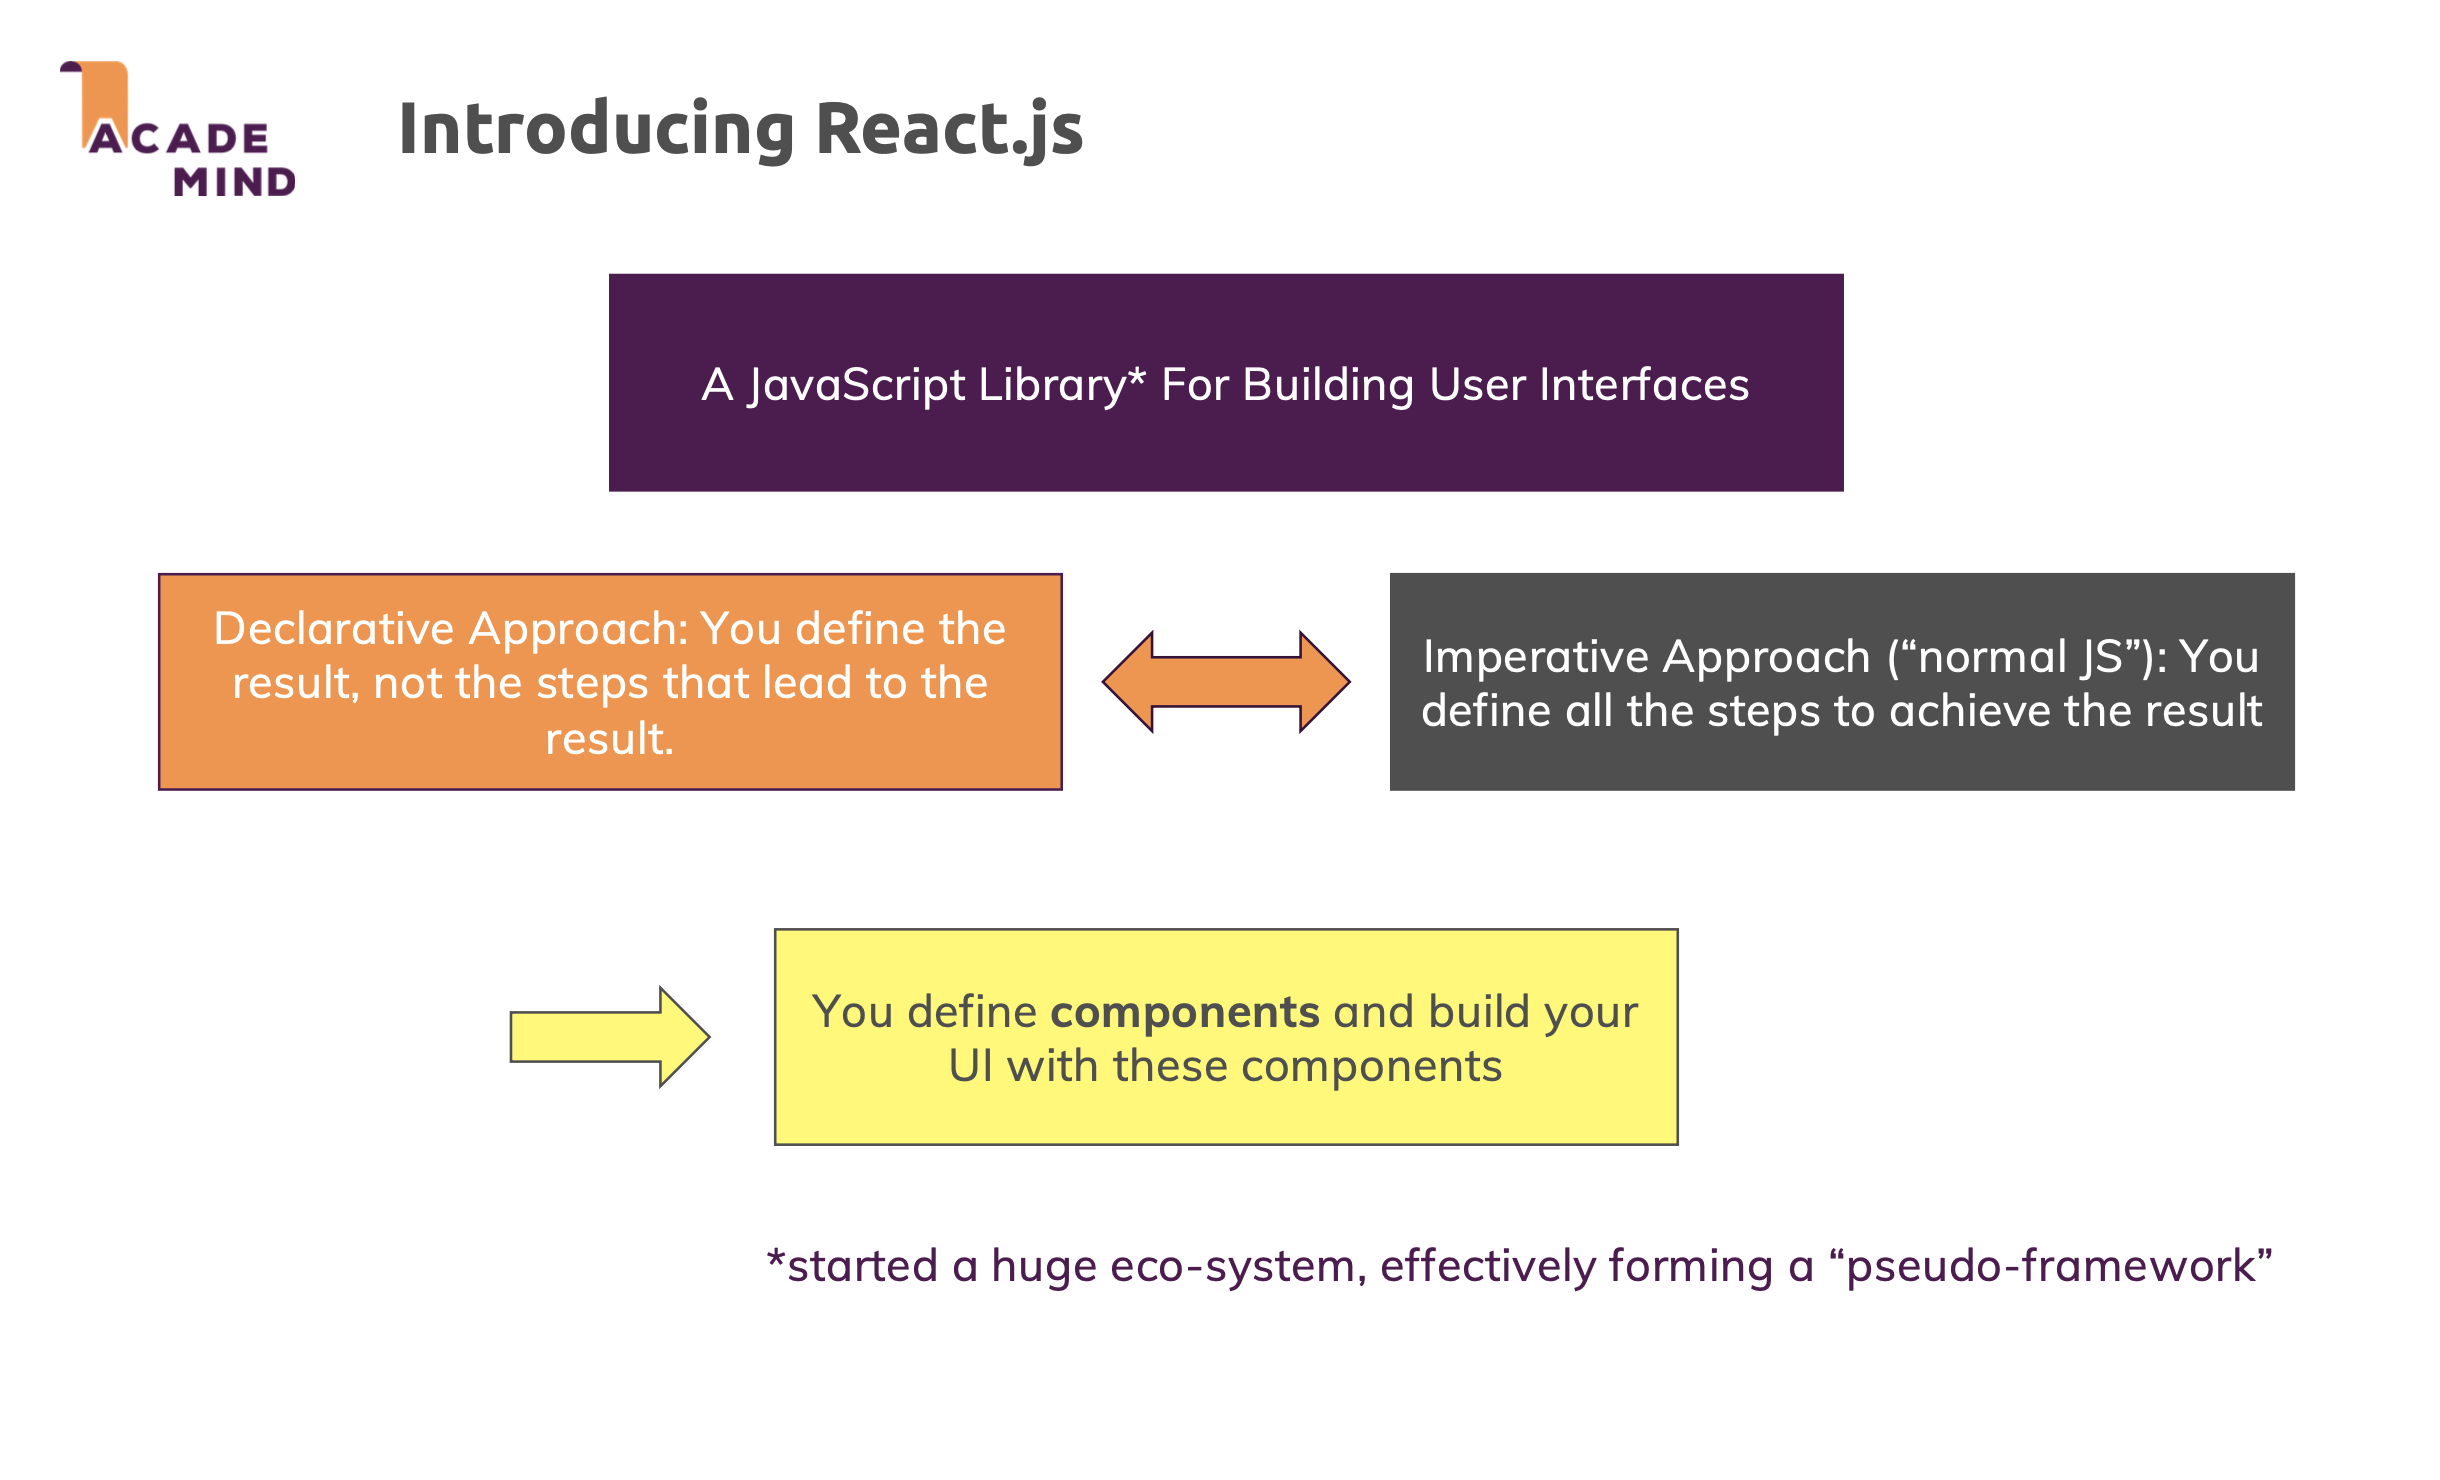 ACADE
MIND
Introducing React.js
A JavaScript Library* For Building User Interfaces
Declarative Approach: You define the
result, not the steps that lead to the
result.
Imperative Approach (“normal JS”): You
define all the steps to achieve the result
You define components and build your
UI with these components
*started a huge eco-system, effectively forming a “pseudo-framework”